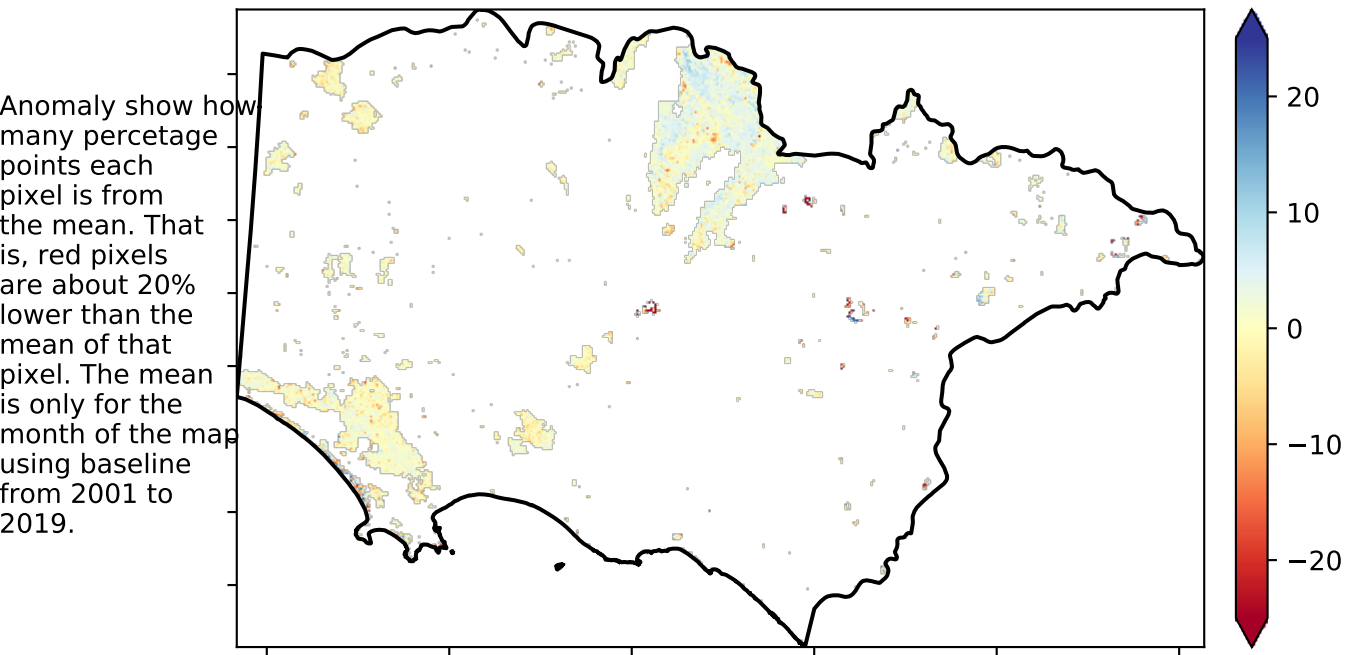 Anomaly show how
many percetage
points each
pixel is from
the mean. That
is, red pixels
are about 20%
lower than the
mean of that
pixel. The mean
is only for the
month of the map
using baseline
from 2001 to
2019.
20
10
0
−10
−20